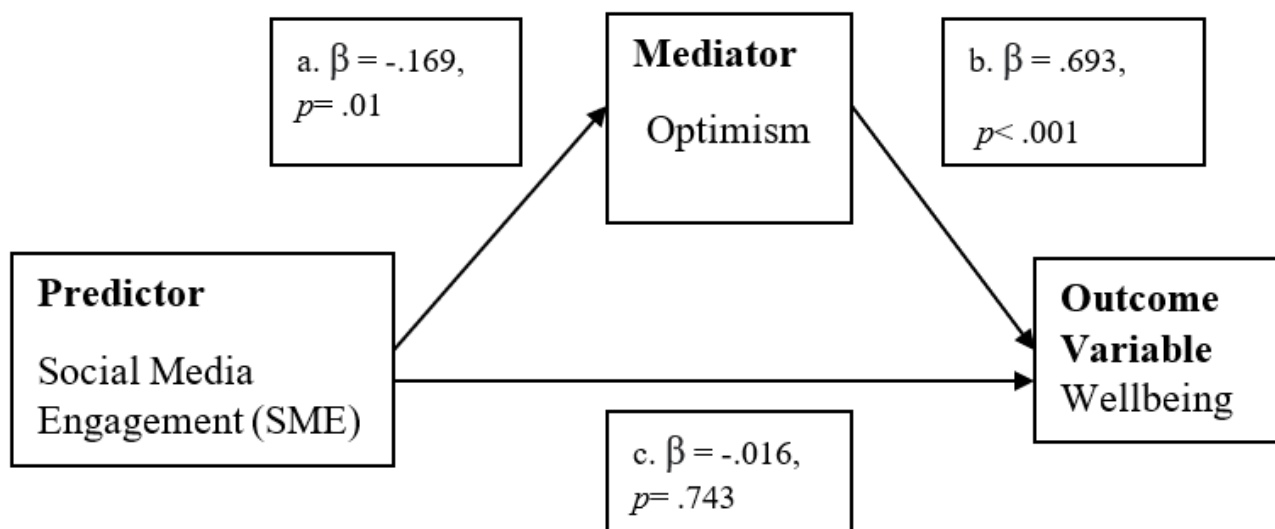 a. β = -.169,
p= .01
Mediator
Optimism
b. β = .693,
p< .001
Predictor
Social Media
Engagement (SME)
Outcome
Variable
Wellbeing
c. β = -.016,
p= .743